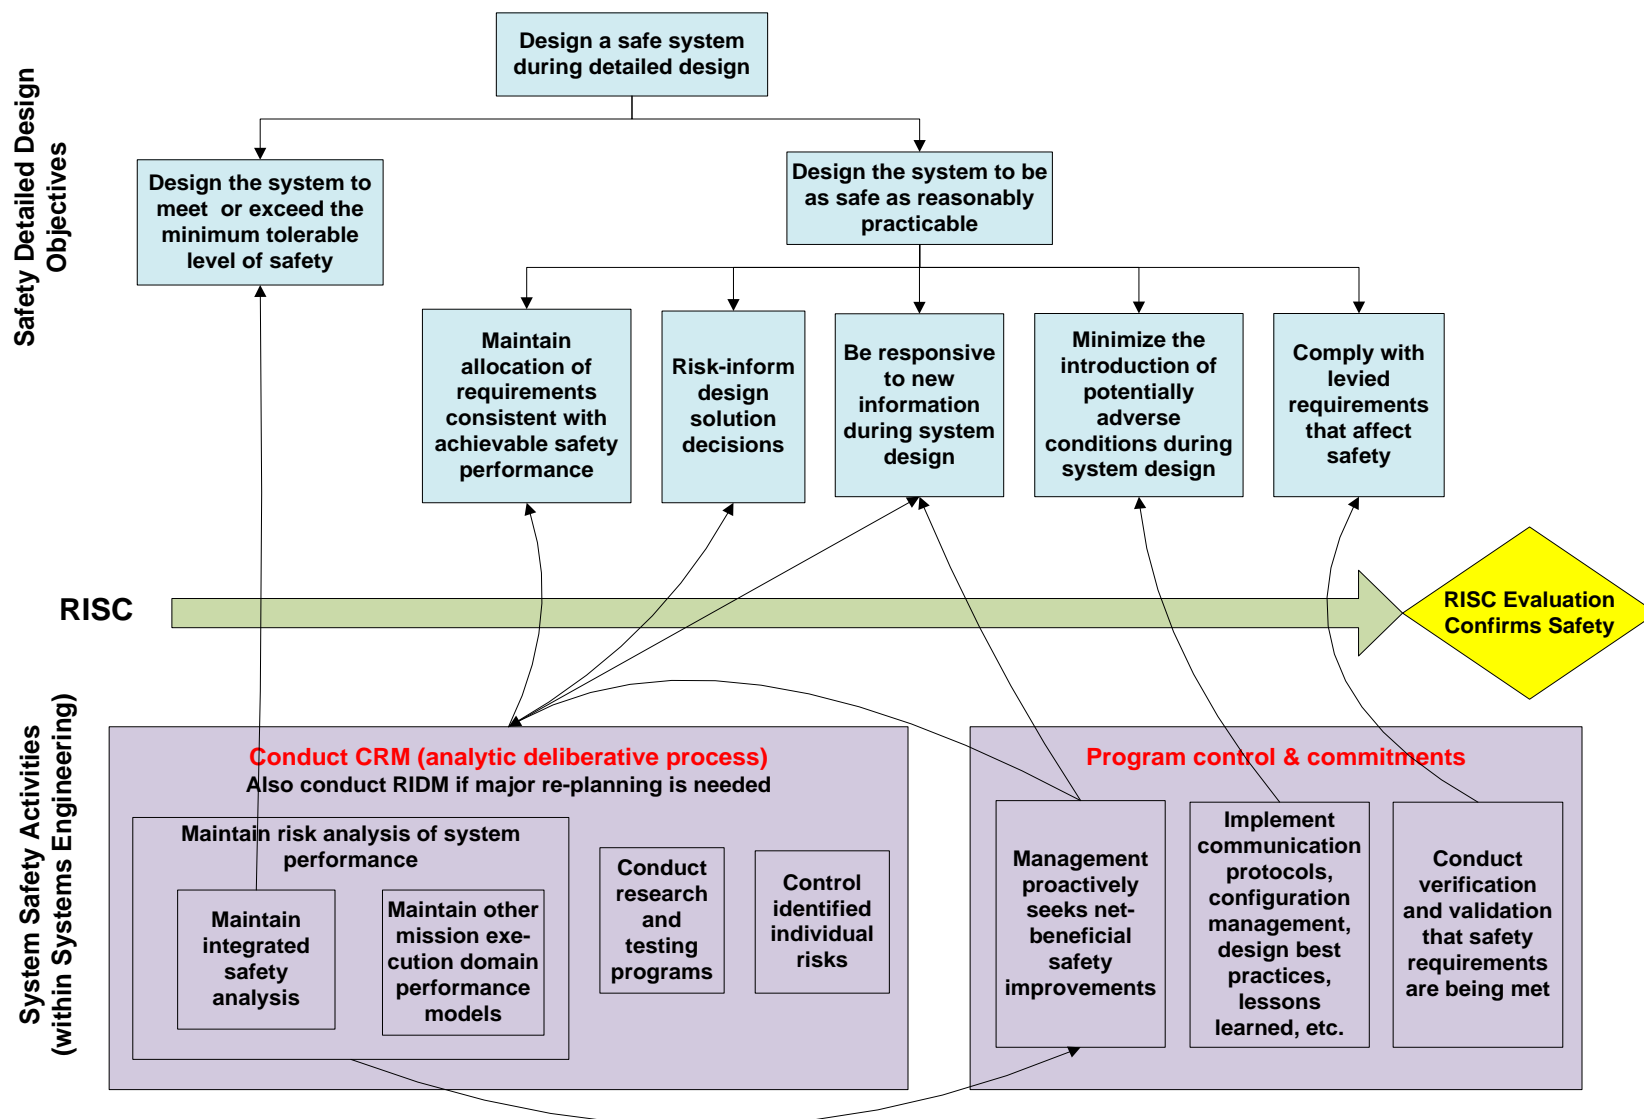 Safety Detailed Design
Objectives
Design a safe system
during detailed design
Design the system to
meet or exceed the
minimum tolerable
level of safety
Design the system to be
as safe as reasonably
practicable
Maintain
allocation of
requirements
consistent with
achievable safety
performance
Risk-inform
design
solution
decisions
Be responsive
to new
information
during system
design
Minimize the
introduction of
potentially
adverse
conditions during
system design
Comply with
levied
requirements
that affect
safety
RISC
RISC Evaluation
Confirms Safety
System Safety Activities
(within Systems Engineering)
Conduct CRM (analytic deliberative process)
Also conduct RIDM if major re-planning is needed
Maintain risk analysis of system
performance
Maintain
integrated
safety
analysis
Maintain other
mission exe-
cution domain
performance
models
Conduct
research
and
testing
programs
Control
identified
individual
risks
Program control & commitments
Management
proactively
seeks net-
beneficial
safety
improvements
Implement
communication
protocols,
configuration
management,
design best
practices,
lessons
learned, etc.
Conduct
verification
and validation
that safety
requirements
are being met